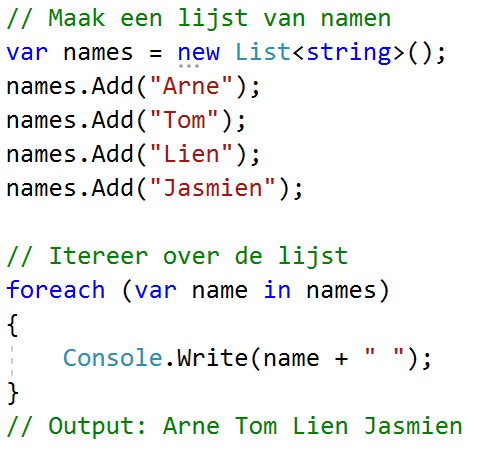 // Maak een lijst van namen
var names = new List<string>();
names.Add("Arne");
names.Add("Tom");
names.Add("Lien");
names.Add("Jasmien");

// Itereer over de lijst
foreach (var name in names)
{
    Console.Write(name + " ");
}
// Output: Arne Tom Lien Jasmien